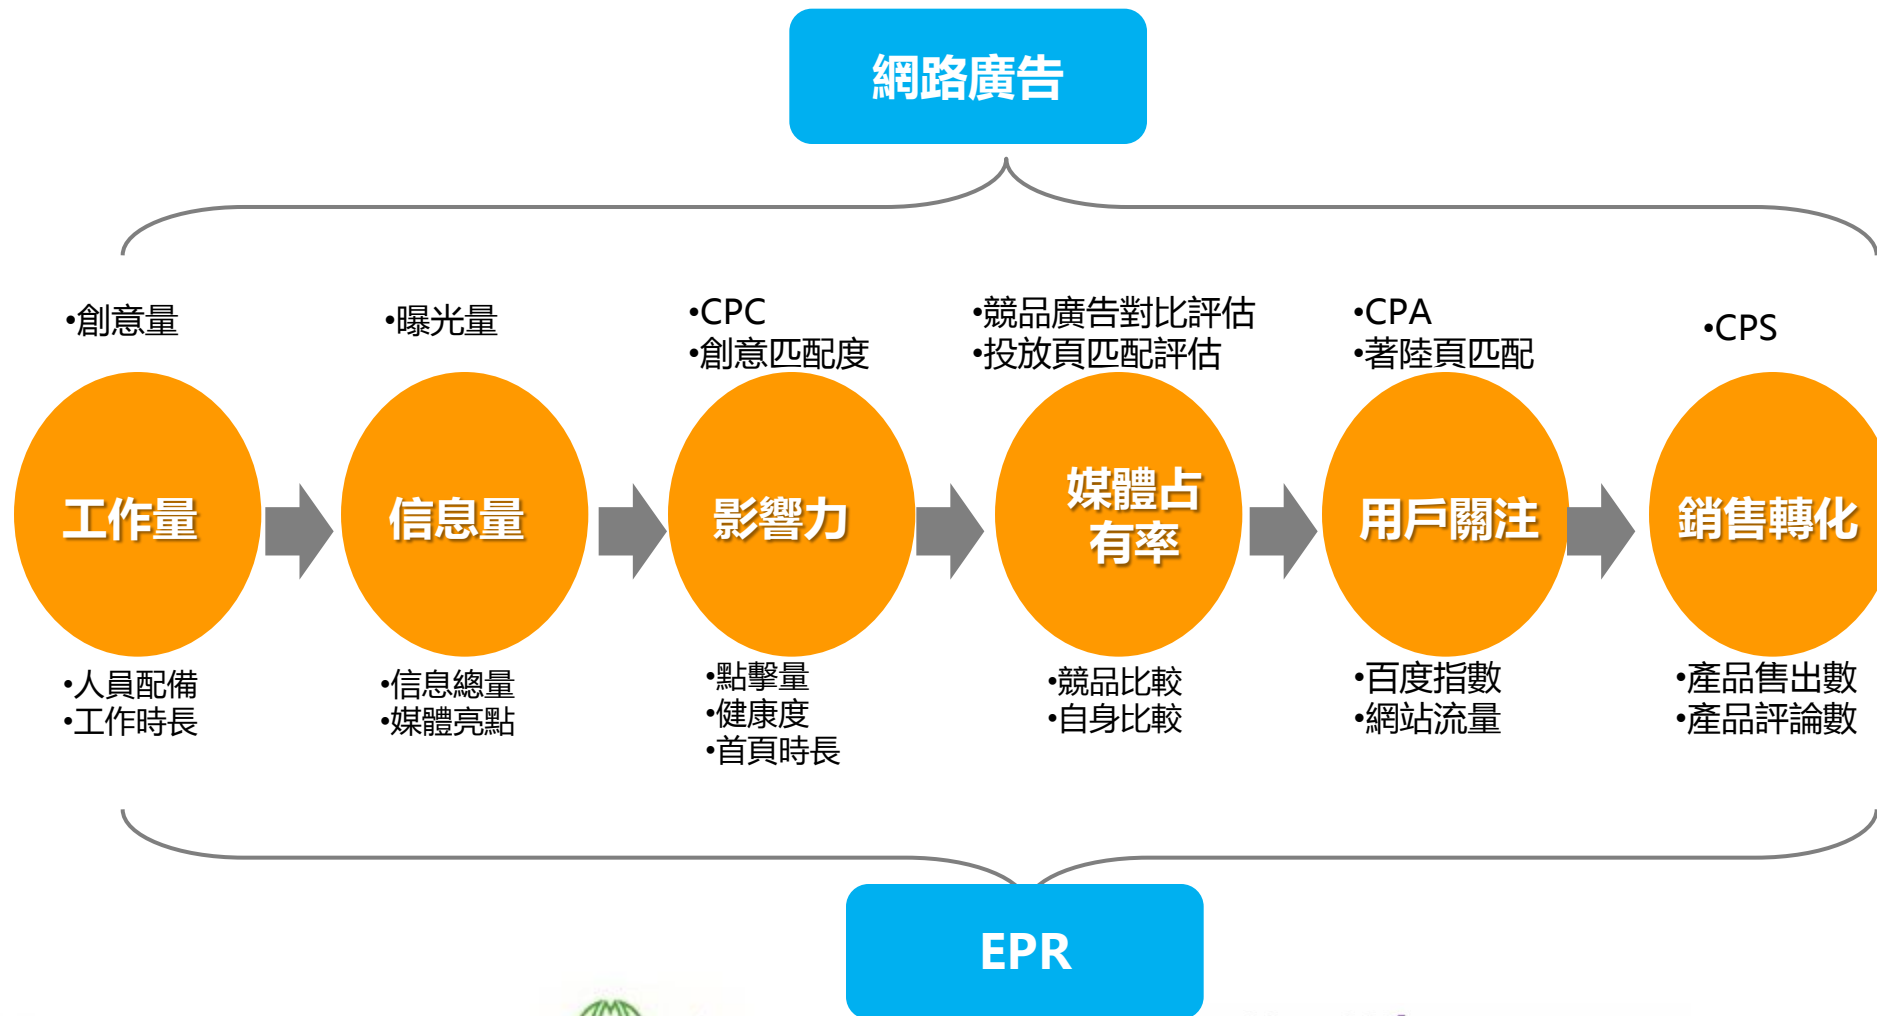 網路廣告
•創意量
•曝光量
•CPC
•創意匹配度
•競品廣告對比評估
•投放頁匹配評估
•CPA
•著陸頁匹配
•CPS
工作量
信息量
影響力
媒體占
有率
用戶關注
銷售轉化
•人員配備
•工作時長
•信息總量
•媒體亮點
•點擊量
•健康度
•首頁時長
•競品比較
•自身比較
•百度指數
•網站流量
•產品售出數
•產品評論數
EPR